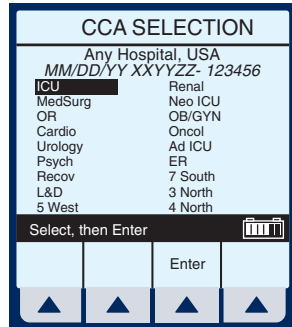 CCA SELECTION
Any Hospital, USA
MM/DD/YY XXYYZZ- 123456
ICU Renal
MedSurg Neo ICU
OR OB/GYN
Cardio Oncol
Urology Ad ICU
Psych ER
Recov 7 South
L&D 3 North
5 West 4 North
Select, then Enter
Enter